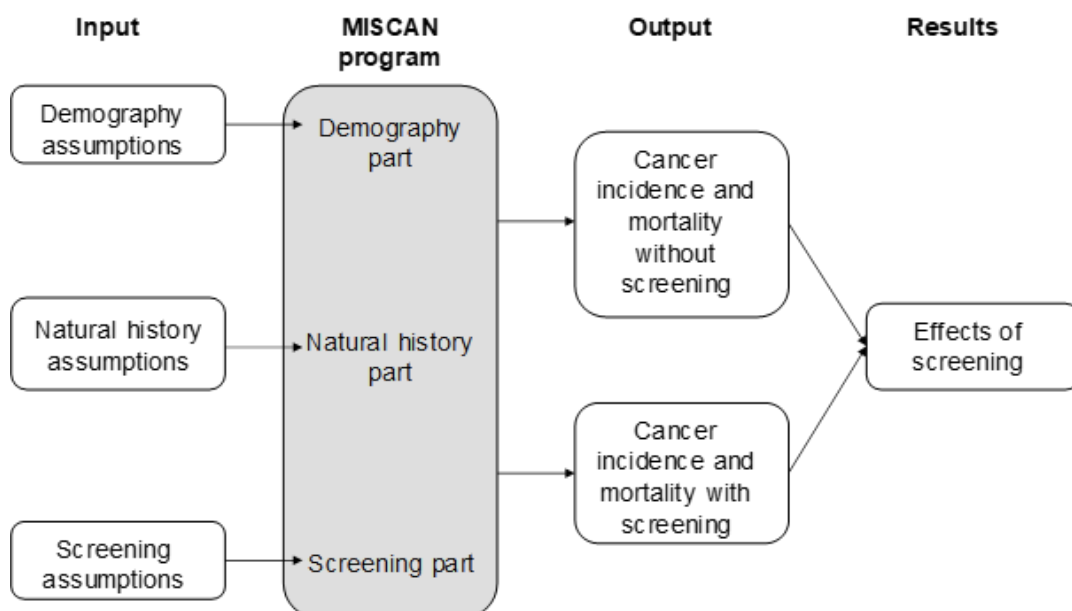 Input
MISCAN
program
Output
Results
Demography
assumptions
Demography
part
Cancer
incidence and
mortality
without
screening
Natural history
assumptions
Natural history
part
Effects of
screening
Cancer
incidence and
mortality with
screening
Screening
assumptions
Screening part